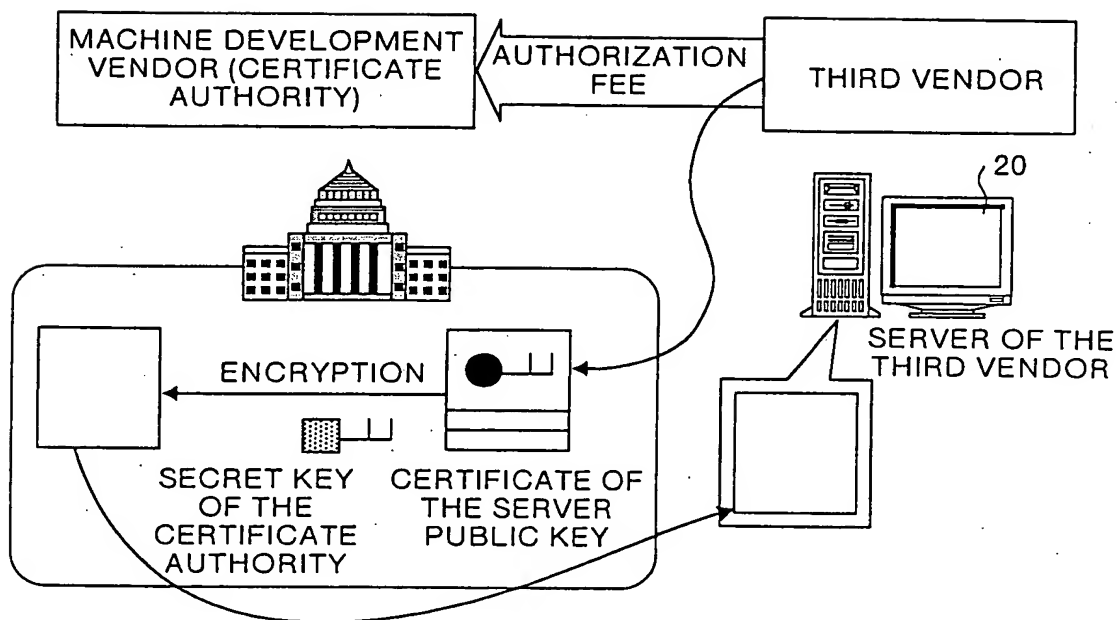 MACHINE DEVELOPMENT
VENDOR (CERTIFICATE
AUTHORITY)
AUTHORIZATION
FEE
THIRD VENDOR
20
SERVER OF THE
THIRD VENDOR
ENCRYPTION
SECRET KEY
OF THE
CERTIFICATE
AUTHORITY
CERTIFICATE OF
THE SERVER
PUBLIC KEY